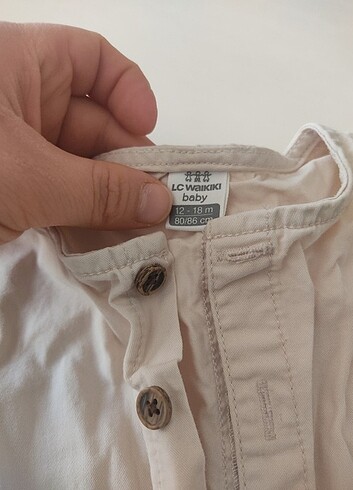 LC WAIKIKI
baby
12 - 18 m
80/86 cm